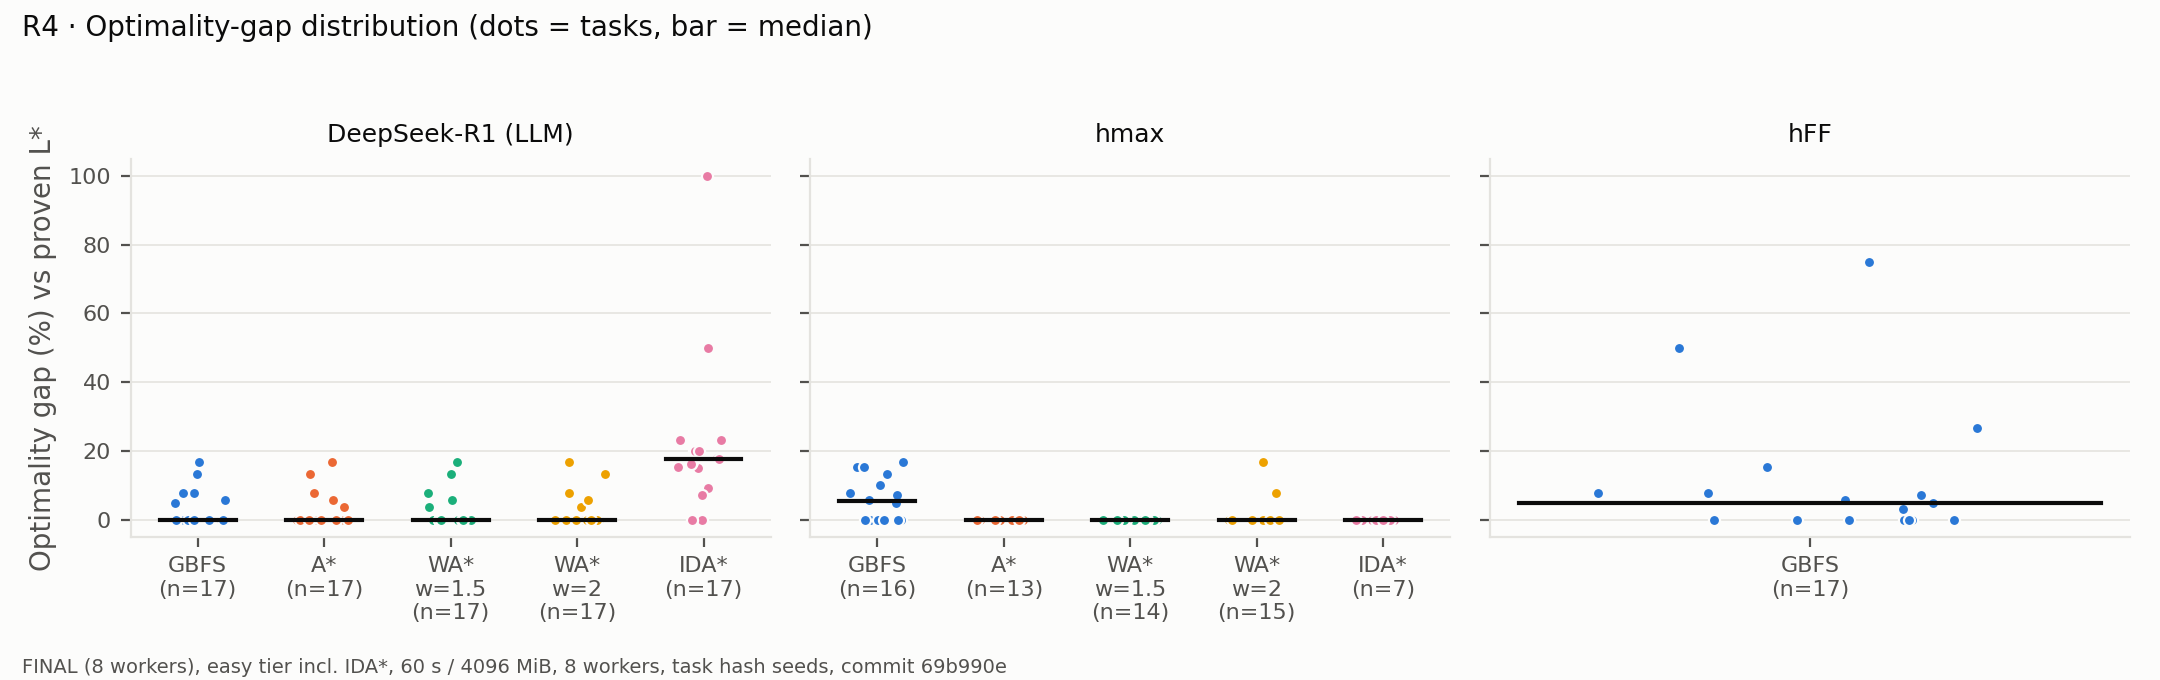 R4 · Optimality-gap distribution (dots = tasks, bar = median)
DeepSeek-R1 (LLM)
hmax
hFF
Optimality gap (%) vs proven L*
100
80
60
40
20
0
GBFS
(n=17)
A*
(n=17)
WA*
w=1.5
(n=17)
WA*
w=2
(n=17)
IDA*
(n=17)
GBFS
(n=16)
A*
(n=13)
WA*
w=1.5
(n=14)
WA*
w=2
(n=15)
IDA*
(n=7)
GBFS
(n=17)
FINAL (8 workers), easy tier incl. IDA*, 60 s / 4096 MiB, 8 workers, task hash seeds, commit 69b990e